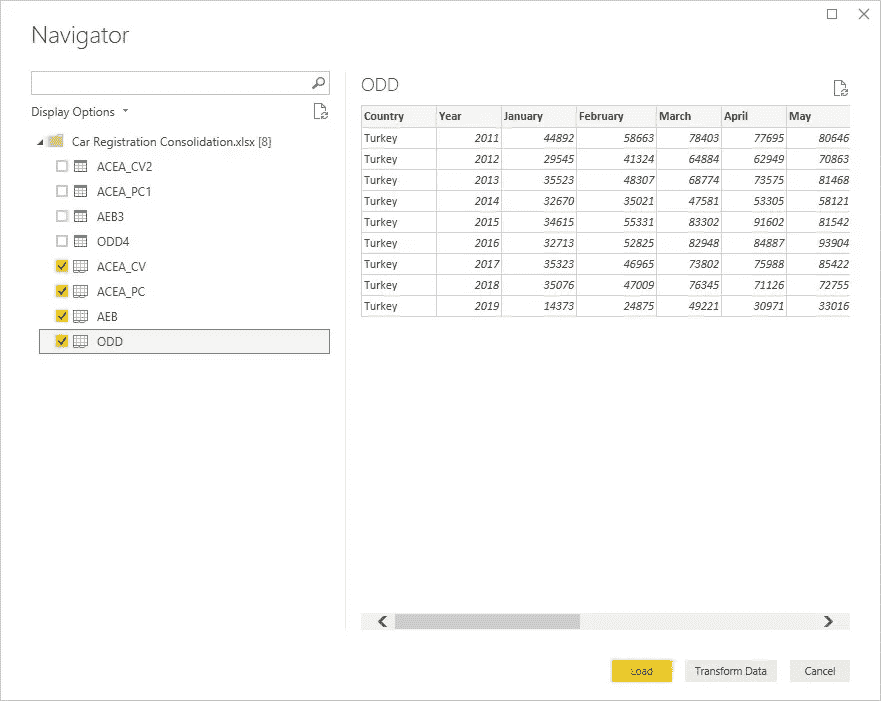 Navigator
Display Options
Car Registration Consolidation.xlsx [8]
ACEA_CV2
ACEA_PC1
AEB3
ODD4
ACEA_CV
ACEA_PC
AEB
ODD
ODD
Country Year January February March April May
Turkey 2011 44892 58663 78403 77695 80646
Turkey 2012 29545 41324 64884 62949 70863
Turkey 2013 35523 48307 68774 73575 81468
Turkey 2014 32670 35021 47581 53305 58121
Turkey 2015 34615 55331 83302 91602 81542
Turkey 2016 32713 52825 82948 84887 93904
Turkey 2017 35323 46965 73802 75988 85422
Turkey 2018 35076 47009 76345 71126 72755
Turkey 2019 14373 24875 49221 30971 33016
Load Transform Data Cancel